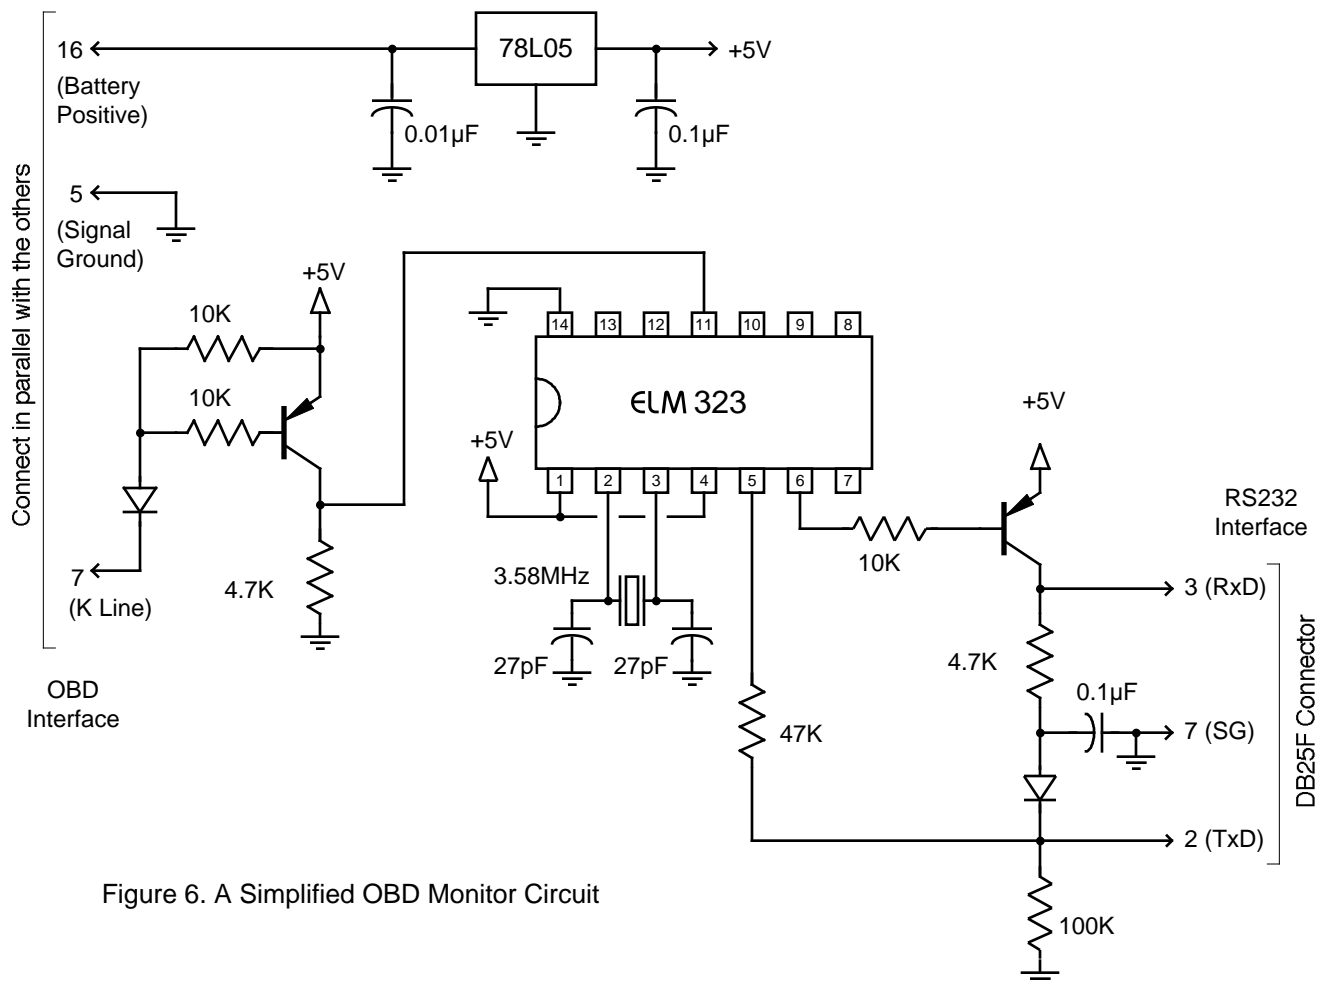 Connect in parallel with the others
16
(Battery
Positive)
78L05
+5V
0.01µF
0.1µF
5
(Signal
Ground)
+5V
10K
10K
7
(K Line)
4.7K
OBD
Interface
14
13
12
11
10
9
8
ELM 323
+5V
1
2
3
4
5
6
7
3.58MHz
27pF
27pF
47K
10K
+5V
RS232
Interface
3 (RxD)
4.7K
0.1µF
7 (SG)
2 (TxD)
100K
DB25F Connector
Figure 6. A Simplified OBD Monitor Circuit